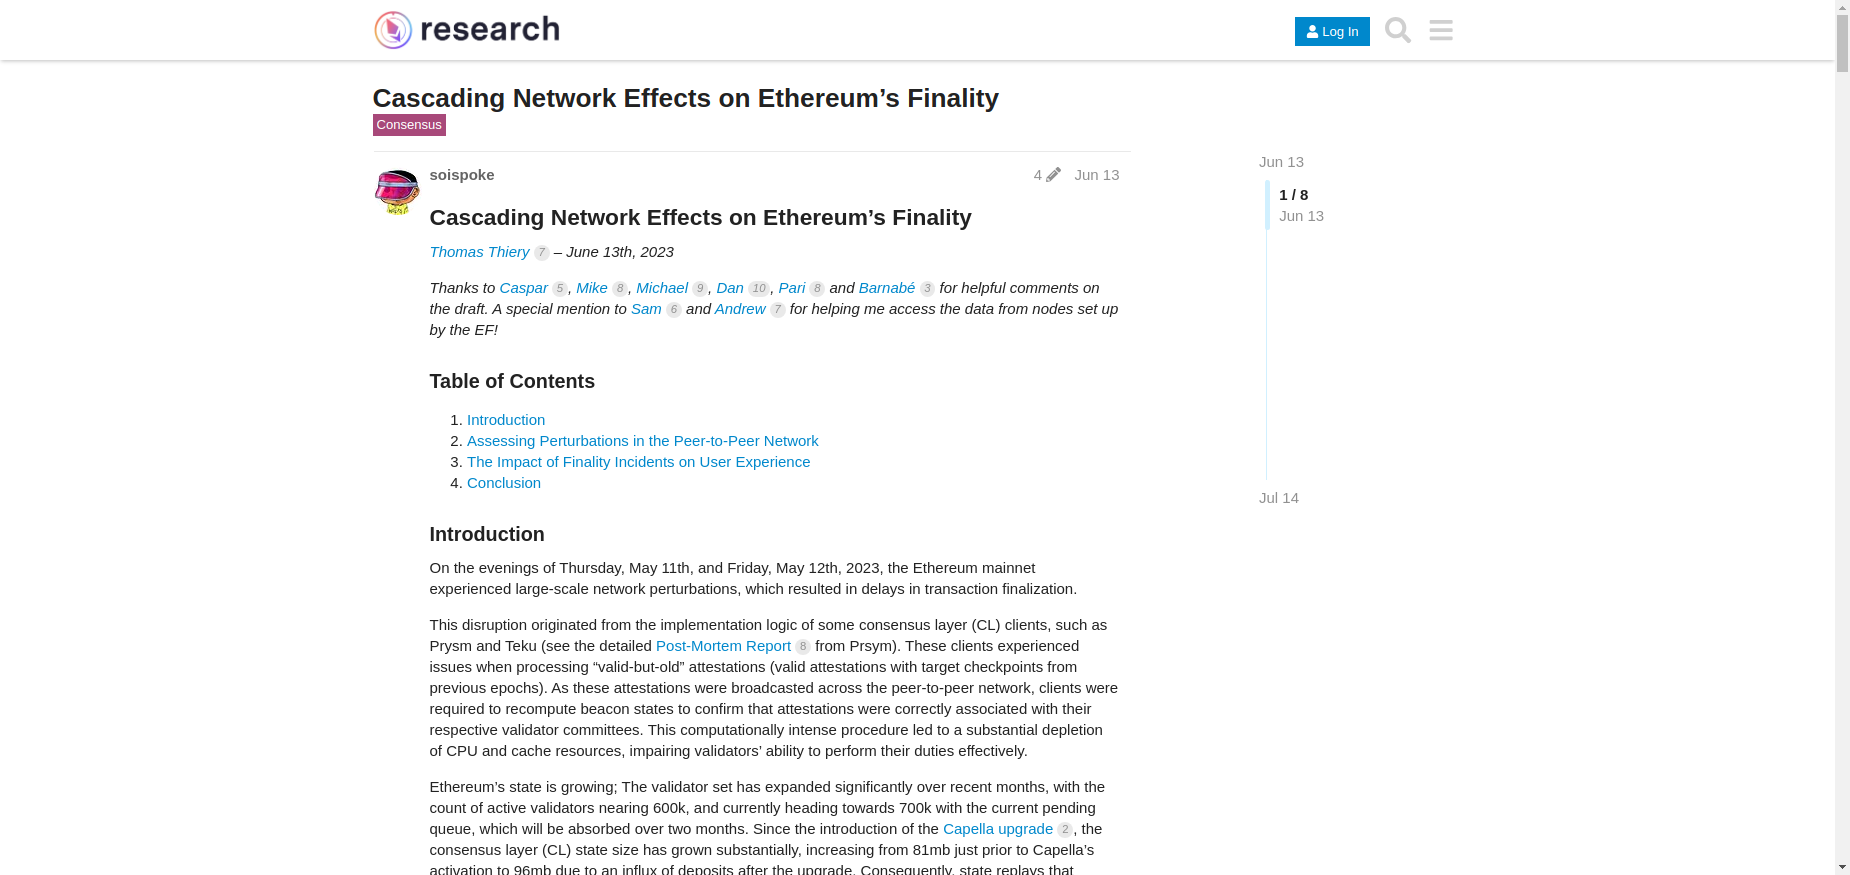 research
Log In
Cascading Network Effects on Ethereum’s Finality
Consensus
soispoke
4
Jun 13
Cascading Network Effects on Ethereum’s Finality
Thomas Thiery 7 – June 13th, 2023
Thanks to Caspar 5, Mike 8, Michael 9, Dan 10, Pari 8 and Barnabé 3 for helpful comments on
the draft. A special mention to Sam 6 and Andrew 7 for helping me access the data from nodes set up
by the EF!
Table of Contents
1. Introduction
2. Assessing Perturbations in the Peer-to-Peer Network
3. The Impact of Finality Incidents on User Experience
4. Conclusion
Introduction
On the evenings of Thursday, May 11th, and Friday, May 12th, 2023, the Ethereum mainnet
experienced large-scale network perturbations, which resulted in delays in transaction finalization.
This disruption originated from the implementation logic of some consensus layer (CL) clients, such as
Prysm and Teku (see the detailed Post-Mortem Report 8 from Prsym). These clients experienced
issues when processing “valid-but-old” attestations (valid attestations with target checkpoints from
previous epochs). As these attestations were broadcasted across the peer-to-peer network, clients were
required to recompute beacon states to confirm that attestations were correctly associated with their
respective validator committees. This computationally intense procedure led to a substantial depletion
of CPU and cache resources, impairing validators’ ability to perform their duties effectively.
Ethereum’s state is growing; The validator set has expanded significantly over recent months, with the
count of active validators nearing 600k, and currently heading towards 700k with the current pending
queue, which will be absorbed over two months. Since the introduction of the Capella upgrade 2, the
consensus layer (CL) state size has grown substantially, increasing from 81mb just prior to Capella’s
activation to 96mb due to an influx of deposits after the upgrade. Consequently, state replays that
Jun 13
1 / 8
Jun 13
Jul 14